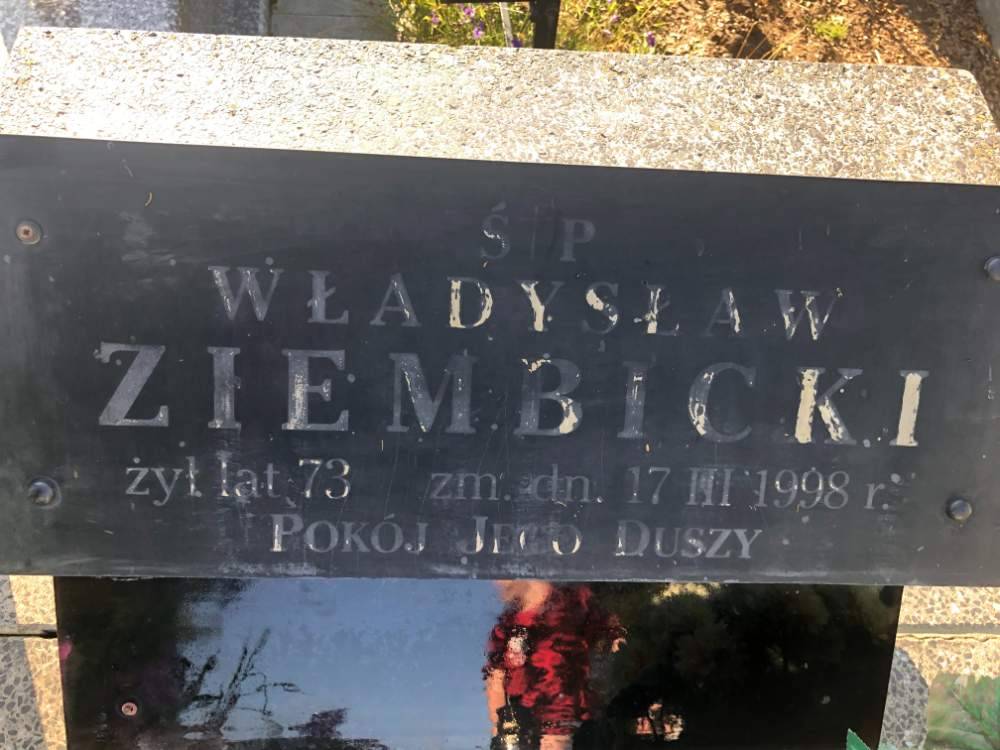 Ś P
WŁADYSŁAW
ZIEMBICKI
żył lat 73 zm. dn. 17 III 1998 r.
POKÓJ JEGO DUSZY